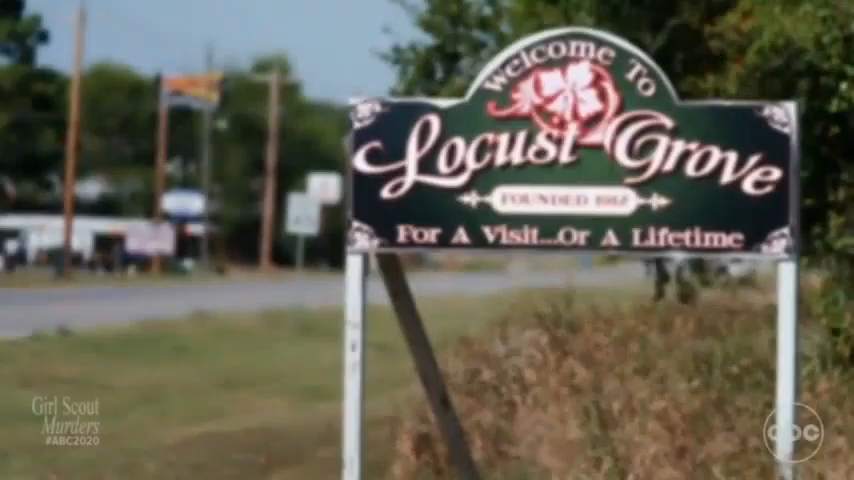 Welcome To
Locust Grove
FOUNDED 1912
For A Visit...Or A Lifetime
Girl Scout
Murders
#ABC2020
abc